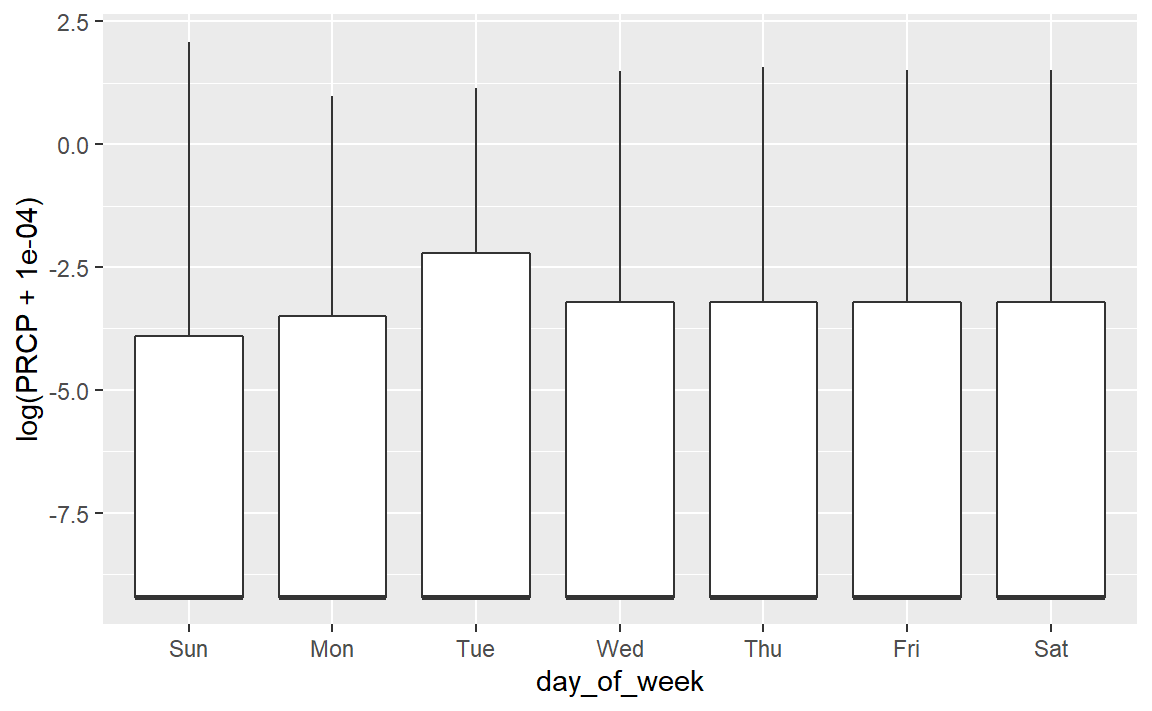 log(PRCP + 1e-04)
2.5
0.0
-2.5
-5.0
-7.5
Sun Mon Tue Wed Thu Fri Sat
day_of_week